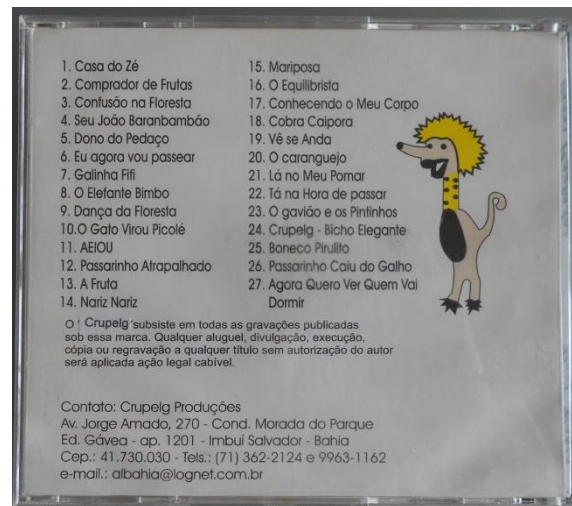 1. Casa do Zé
2. Comprador de Frutas
3. Confusão na Floresta
4. Seu João Baranbambão
5. Dono do Pedaço
6. Eu agora vou passear
7. Galinha Fifi
8. O Elefante Bimbo
9. Dança da Floresta
10.O Gato Virou Picolé
11. AEIOU
12. Passarinho Atrapalhado
13. A Fruta
14. Nariz Nariz
15. Mariposa
16. O Equilibrista
17. Conhecendo o Meu Corpo
18. Cobra Caipora
19. Vê se Anda
20. O caranguejo
21. Lá no Meu Pomar
22. Tá na Hora de passar
23. O gavião e os Pintinhos
24. Crupelg - Bicho Elegante
25. Boneco Pirulito
26. Passarinho Caiu do Galho
27. Agora Quero Ver Quem Vai
Dormir
O Crupelg subsiste em todas as gravações publicadas
sob essa marca. Qualquer aluguel, divulgação, execução,
cópia ou regravação a qualquer título sem autorização do autor
será aplicada ação legal cabível.
Contato: Crupelg Produções
Av. Jorge Amado, 270 - Cond. Morada do Parque
Ed. Gávea - ap. 1201 - Imbuí Salvador - Bahia
Cep.: 41.730.030 - Tels.: (71) 362-2124 e 9963-1162
e-mail.: albahia@lognet.com.br